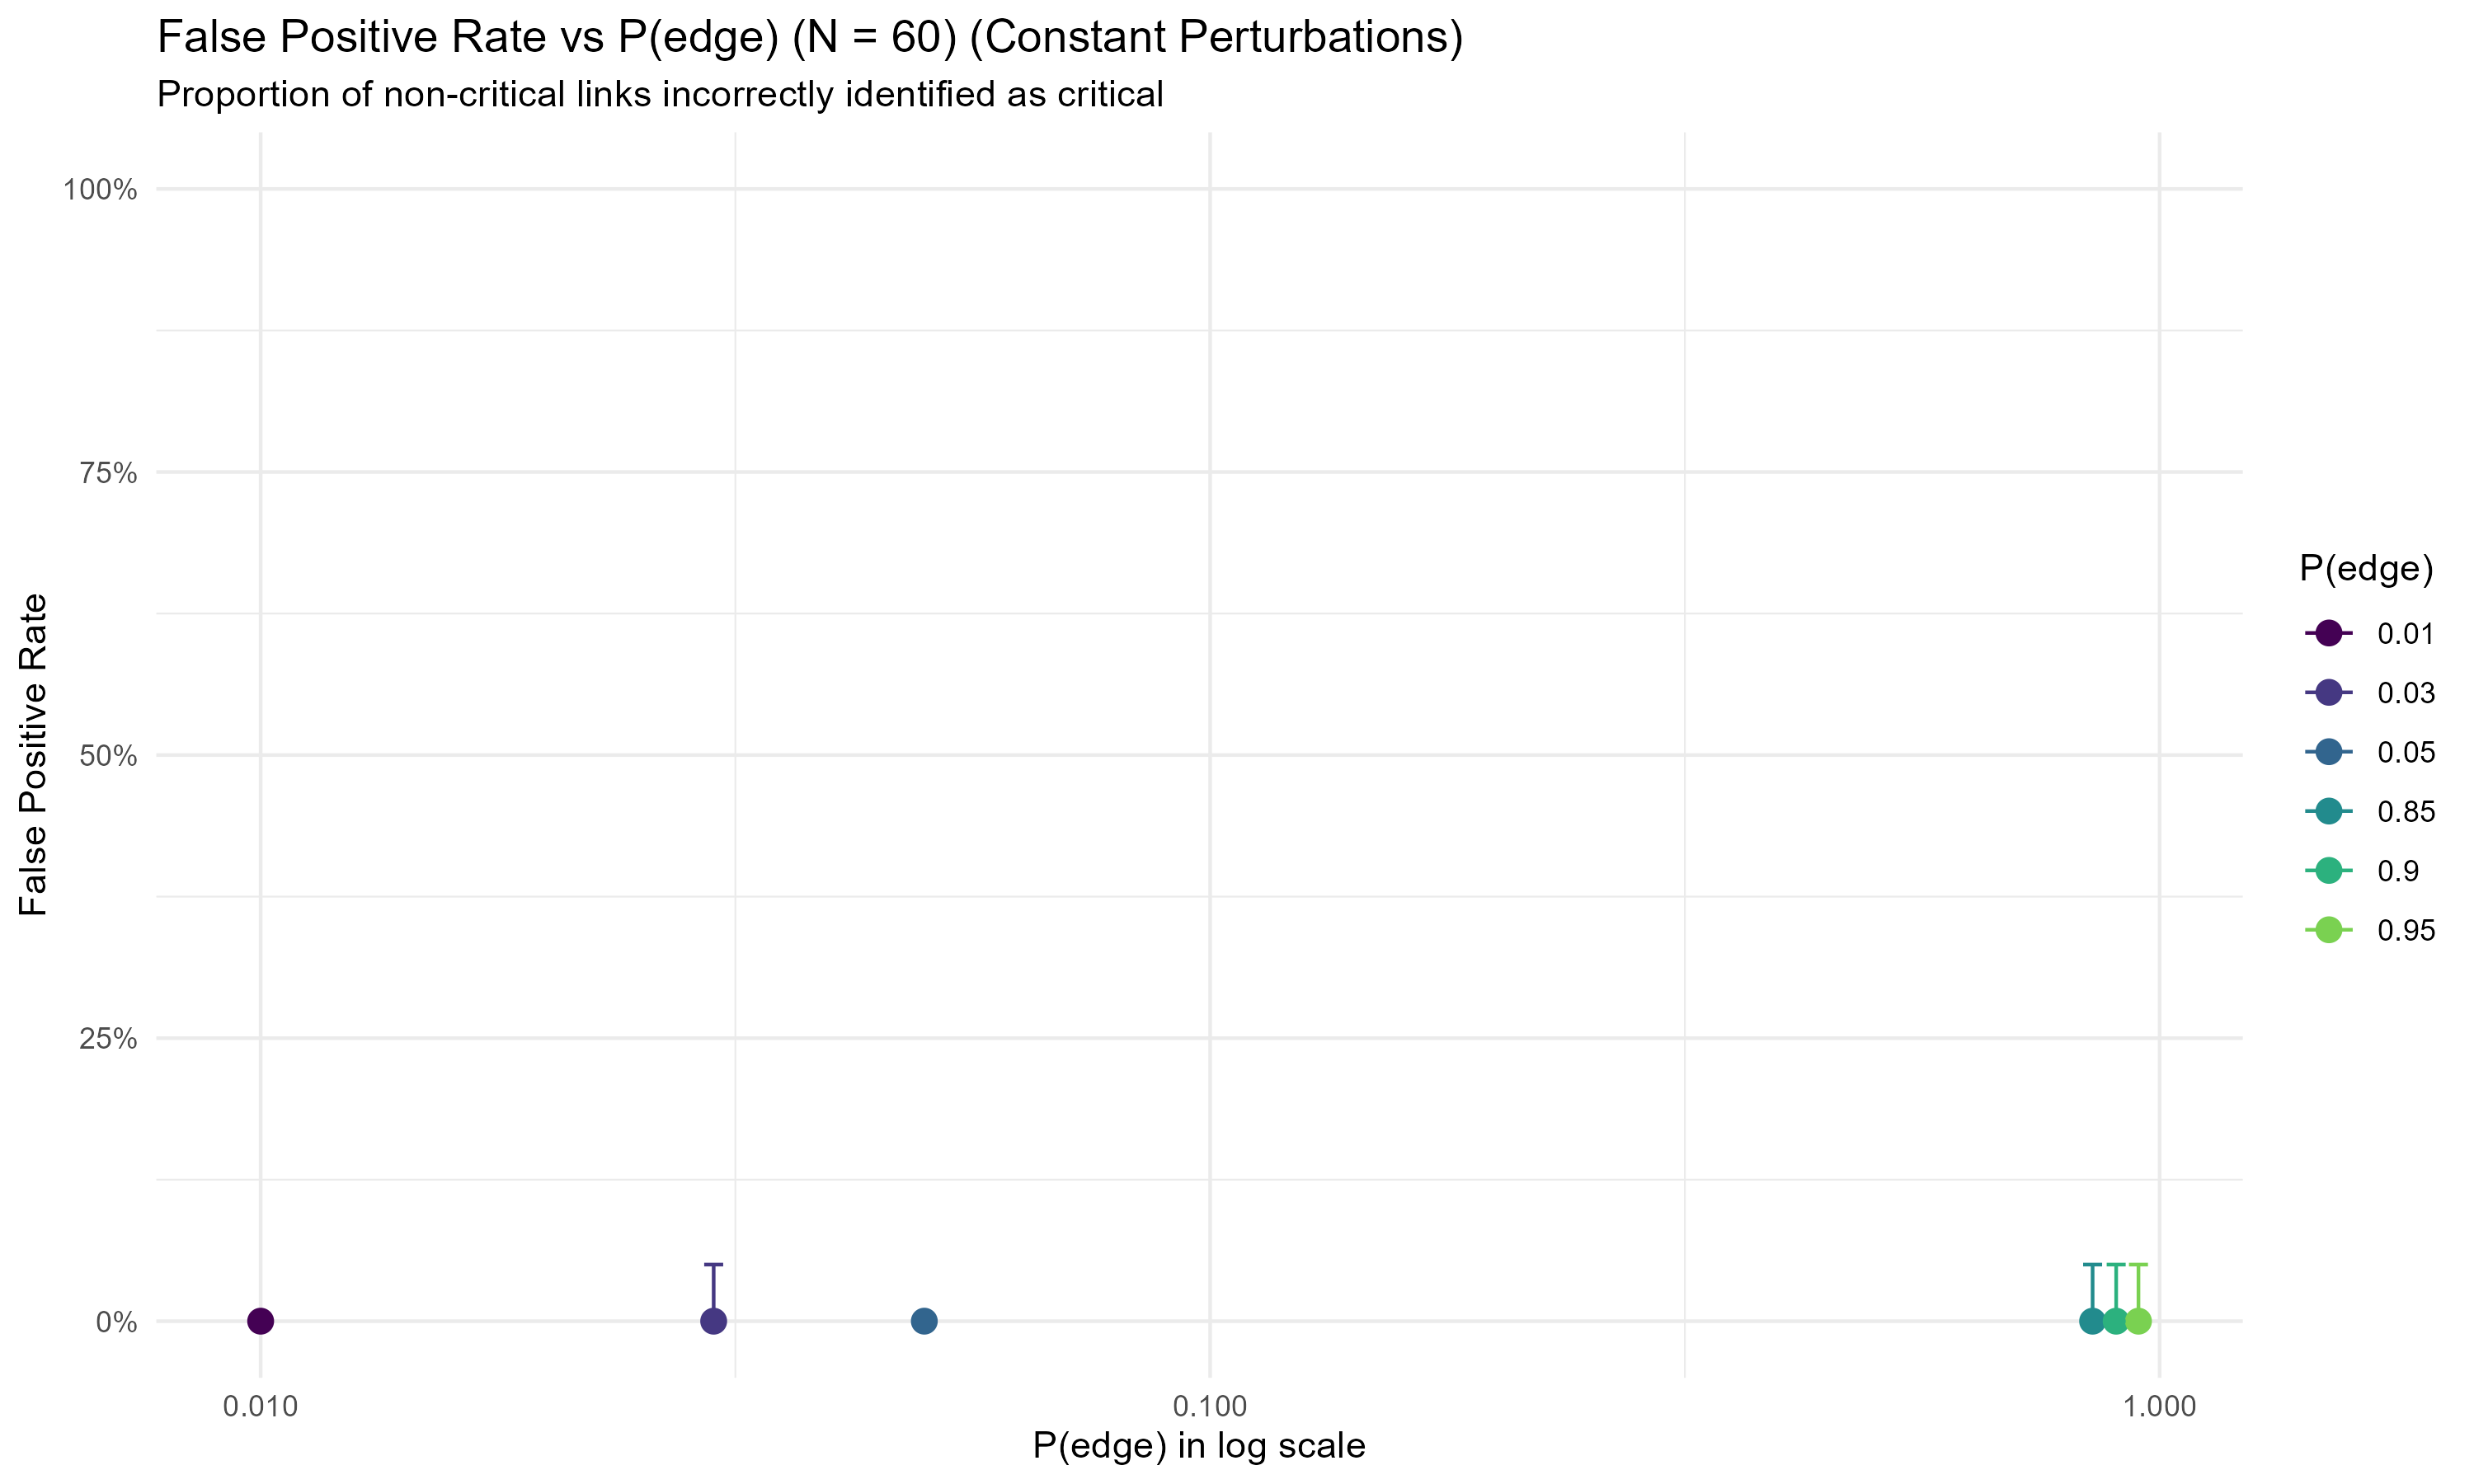 False Positive Rate vs P(edge) (N = 60) (Constant Perturbations)
Proportion of non-critical links incorrectly identified as critical
100%
75%
50%
25%
0%
False Positive Rate
0.010
0.100
1.000
P(edge) in log scale
P(edge)
0.01
0.03
0.05
0.85
0.9
0.95